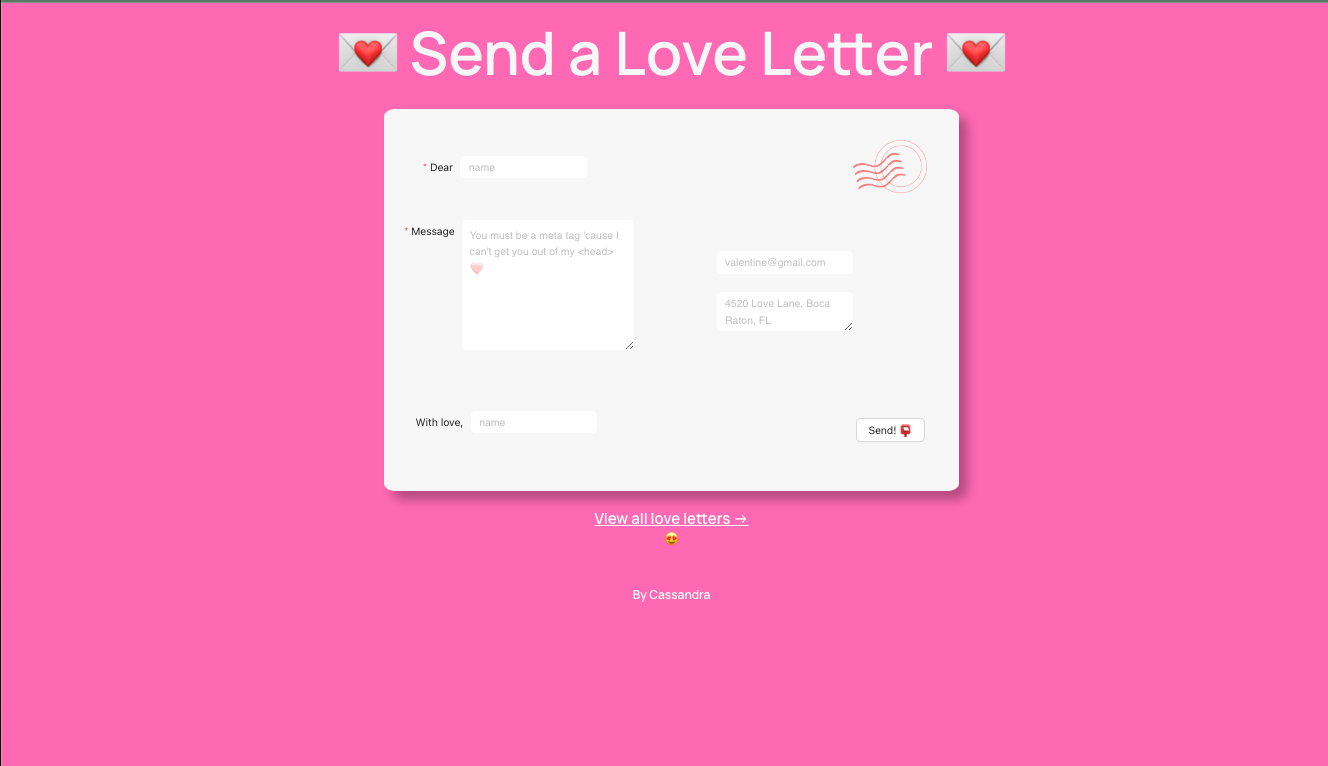 💌 Send a Love Letter 💌
* Dear name
* Message
You must be a meta tag 'cause I
can't get you out of my <head>
🩷
valentine@gmail.com
4520 Love Lane, Boca
Raton, FL
With love, name
Send! 📮
View all love letters →
😍
By Cassandra